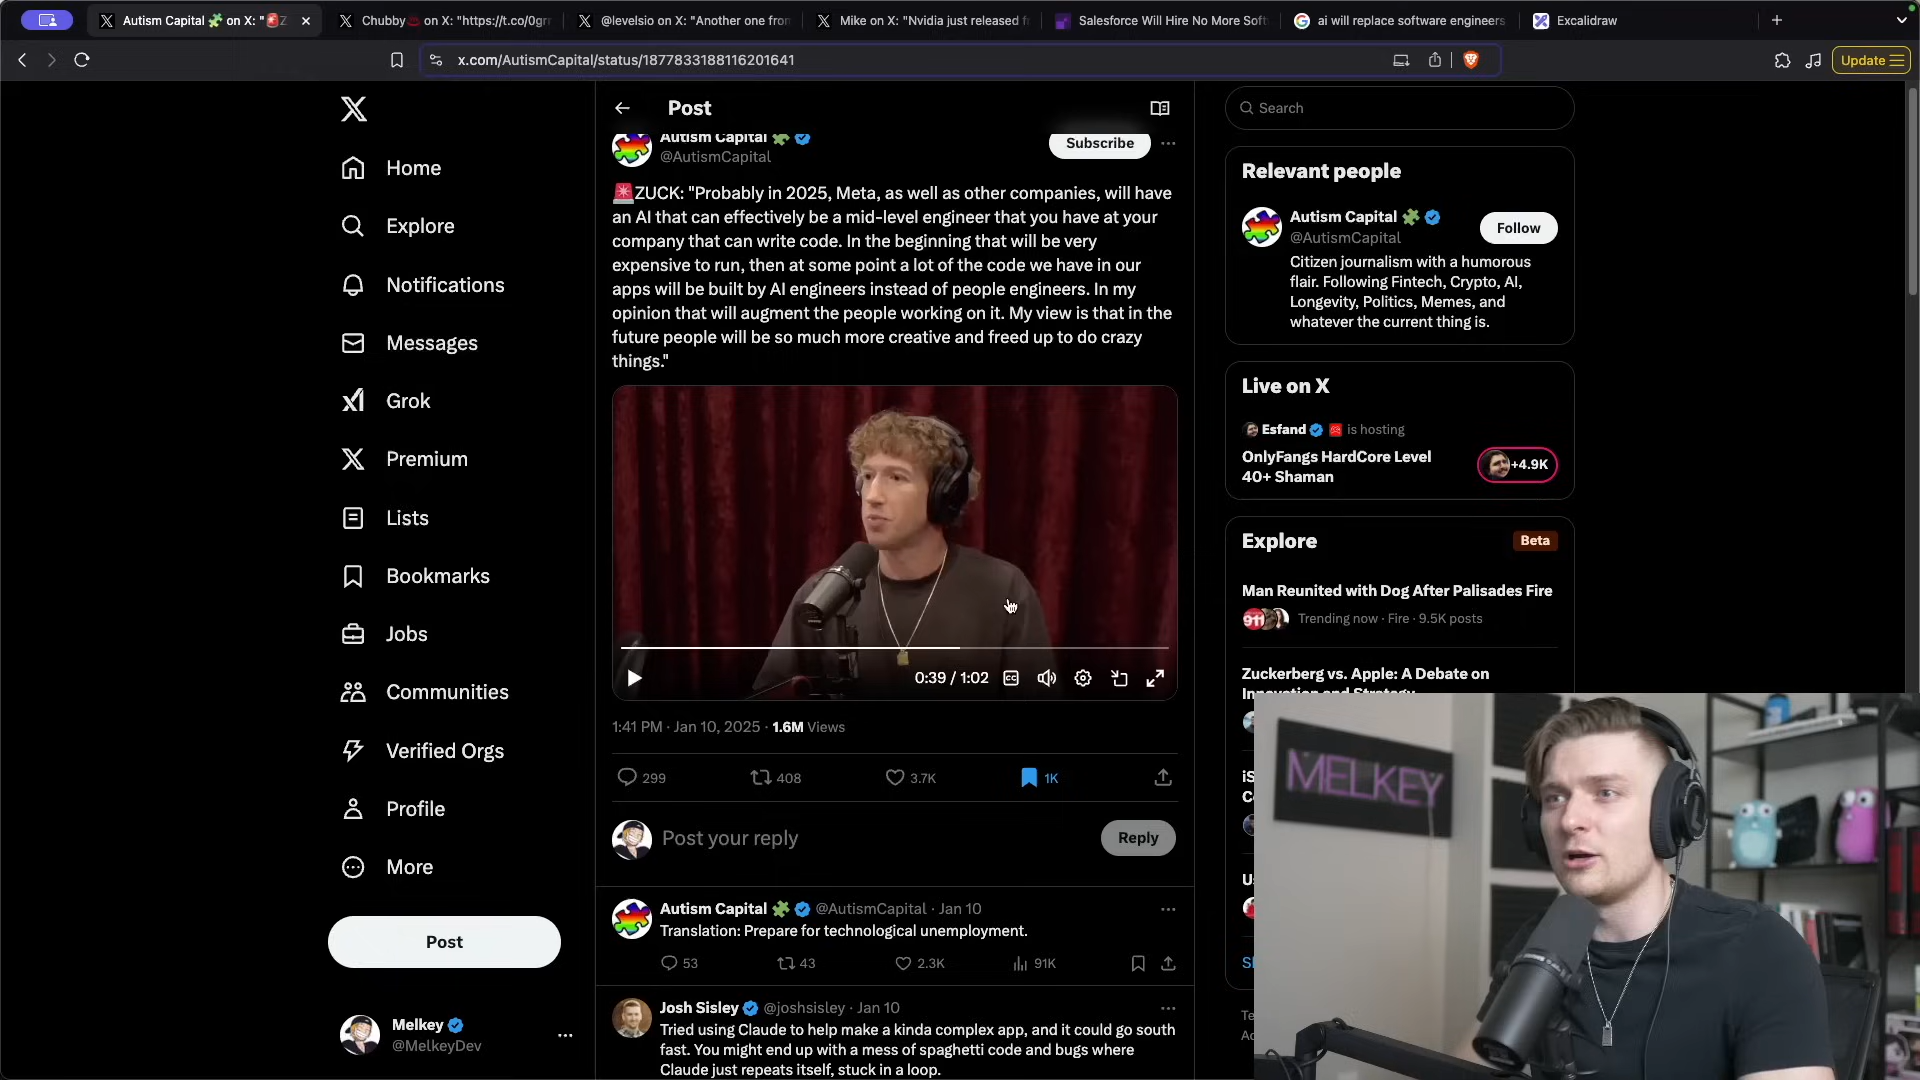 Autism Capital 🧩 on X: "🚨Z
Chubby♨️ on X: "https://t.co/0grr
@levelsio on X: "Another one from
Mike on X: "Nvidia just released f
Salesforce Will Hire No More Soft
ai will replace software engineers
Excalidraw
x.com/AutismCapital/status/1877833188116201641
Update
Home
Explore
Notifications
Messages
Grok
Premium
Lists
Bookmarks
Jobs
Communities
Verified Orgs
Profile
More
Post
Melkey
@MelkeyDev
Post
Autism Capital 🧩
@AutismCapital
Subscribe
🚨ZUCK: "Probably in 2025, Meta, as well as other companies, will have
an AI that can effectively be a mid-level engineer that you have at your
company that can write code. In the beginning that will be very
expensive to run, then at some point a lot of the code we have in our
apps will be built by AI engineers instead of people engineers. In my
opinion that will augment the people working on it. My view is that in the
future people will be so much more creative and freed up to do crazy
things."
0:39 / 1:02
CC
1:41 PM · Jan 10, 2025 · 1.6M Views
299 408 3.7K 1K
Post your reply
Reply
Autism Capital 🧩 @AutismCapital · Jan 10
Translation: Prepare for technological unemployment.
53 43 2.3K 91K
Josh Sisley @joshsisley · Jan 10
Tried using Claude to help make a kinda complex app, and it could go south
fast. You might end up with a mess of spaghetti code and bugs where
Claude just repeats itself, stuck in a loop.
Search
Relevant people
Autism Capital 🧩
@AutismCapital
Follow
Citizen journalism with a humorous
flair. Following Fintech, Crypto, AI,
Longevity, Politics, Memes, and
whatever the current thing is.
Live on X
Esfand is hosting
OnlyFangs HardCore Level
40+ Shaman
+4.9K
Explore
Beta
Man Reunited with Dog After Palisades Fire
911
Trending now · Fire · 9.5K posts
Zuckerberg vs. Apple: A Debate on
Innovation and Strategy
MELKEY